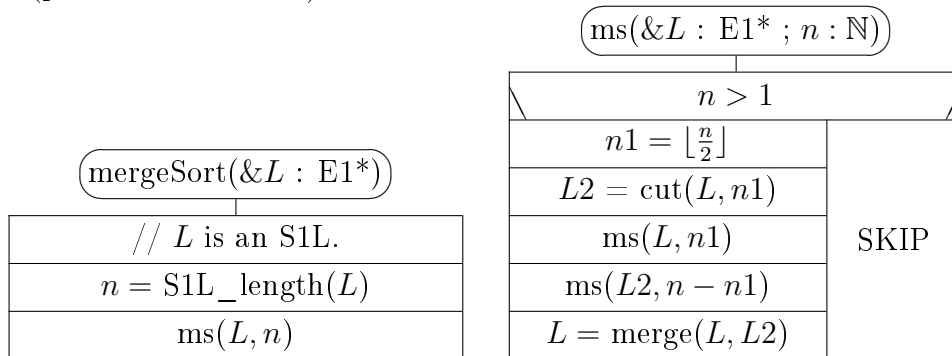 mergeSort(&L : E1*)
// L is an S1L.
n = S1L_length(L)
ms(L, n)
ms(&L : E1* ; n : ℕ)
n > 1
n1 = ⌊n/2⌋
L2 = cut(L, n1)
ms(L, n1)
ms(L2, n − n1)
L = merge(L, L2)
SKIP